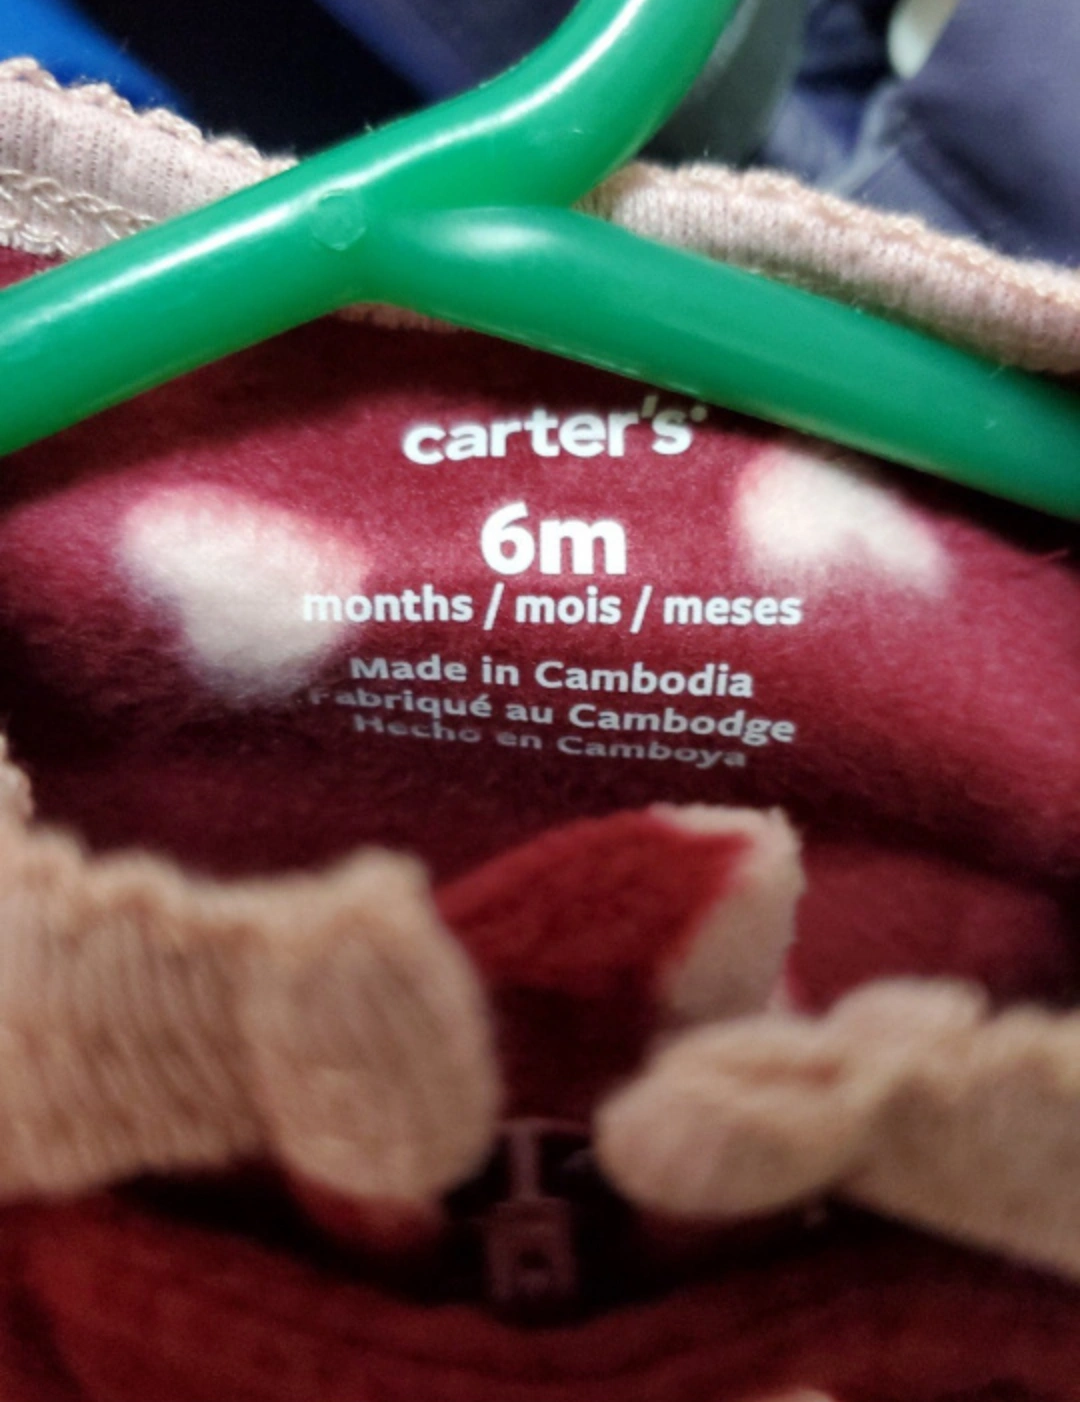 carter's
6m
months / mois / meses
Made in Cambodia
Fabriqué au Cambodge
Hecho en Camboya